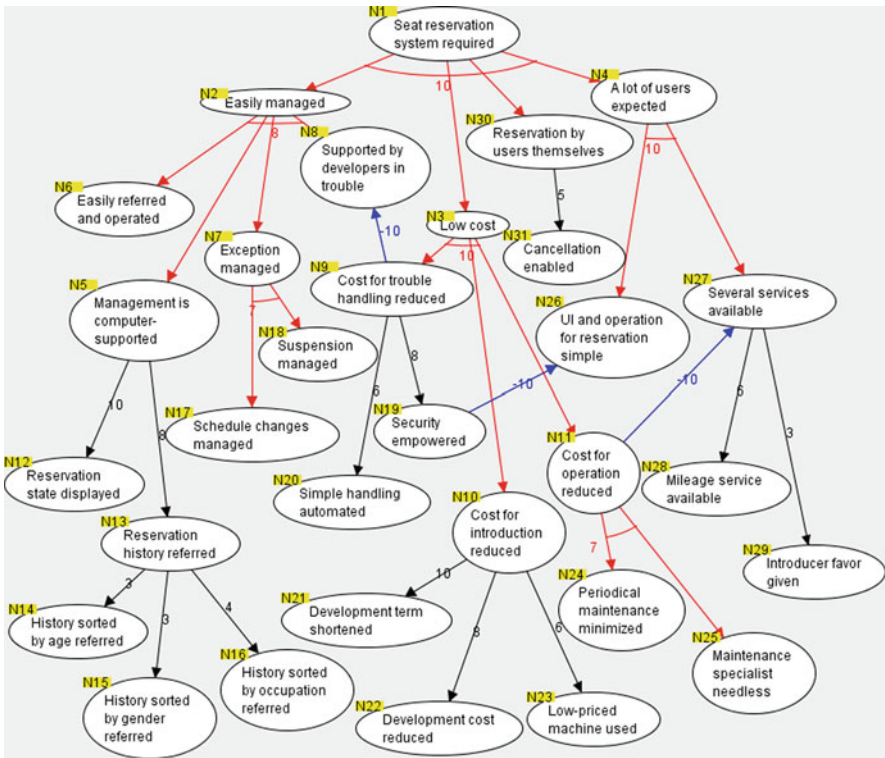 N1
Seat reservation
system required
10
N2
Easily managed
8
N4
A lot of users
expected
10
N8
Supported by
developers in
trouble
N30
Reservation by
users themselves
5
N6
Easily referred
and operated
N3
Low cost
10
-10
N7
Exception
managed
7
N31
Cancellation
enabled
N9
Cost for trouble
handling reduced
N5
Management is
computer-
supported
N26
UI and operation
for reservation
simple
N27
Several services
available
N18
Suspension
managed
8
6
-10
-10
6
3
10
8
N17
Schedule changes
managed
N19
Security
empowered
N11
Cost for
operation
reduced
N12
Reservation
state displayed
N28
Mileage service
available
N20
Simple handling
automated
N10
Cost for
introduction
reduced
N13
Reservation
history referred
7
N29
Introducer favor
given
3
3
4
10
8
6
N24
Periodical
maintenance
minimized
N21
Development term
shortened
N14
History sorted
by age referred
N25
Maintenance
specialist
needless
N16
History sorted
by occupation
referred
N15
History sorted
by gender
referred
N22
Development cost
reduced
N23
Low-priced
machine used